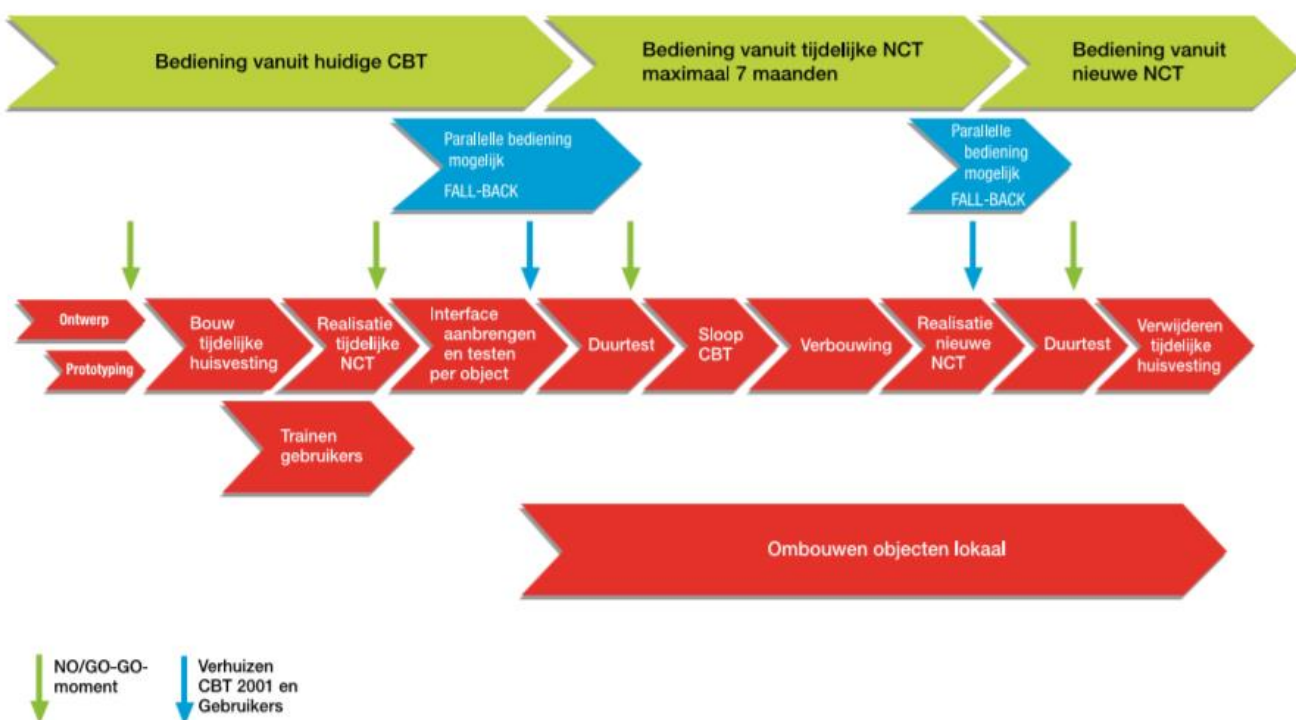 Bediening vanuit huidige CBT
Bediening vanuit tijdelijke NCT
maximaal 7 maanden
Bediening vanuit
nieuwe NCT
Parallelle bediening
mogelijk
FALL-BACK
Parallelle
bediening
mogelijk
FALL-BACK
Ontwerp
Prototyping
Bouw
tijdelijke
huisvesting
Realisatie
tijdelijke
NCT
Interface
aanbrengen
en testen
per object
Duurtest
Sloop
CBT
Verbouwing
Realisatie
nieuwe
NCT
Duurtest
Verwijderen
tijdelijke
huisvesting
Trainen
gebruikers
Ombouwen objecten lokaal
NO/GO-GO-
moment
Verhuizen
CBT 2001 en
Gebruikers